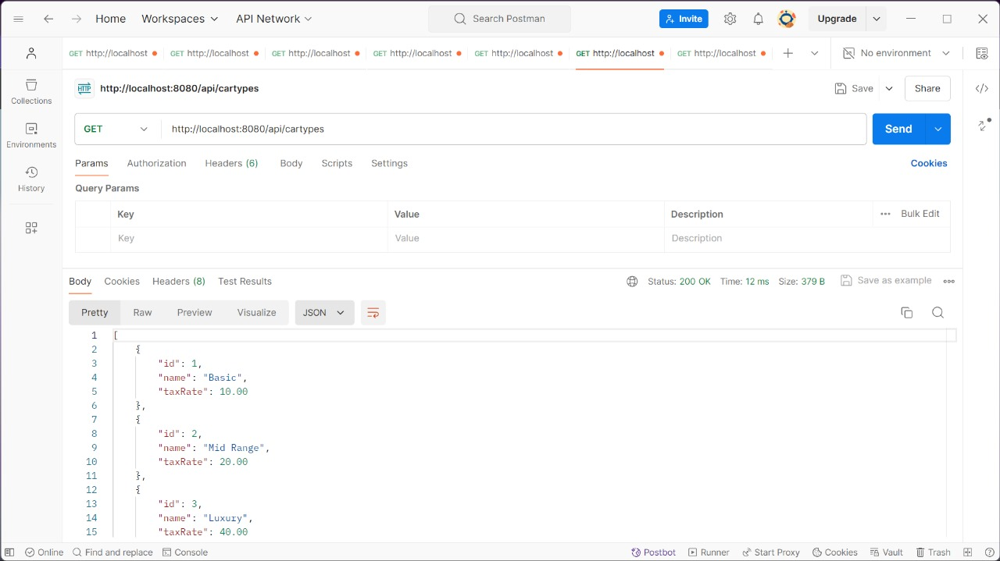 Home Workspaces API Network Search Postman Invite Upgrade
GET http://localhost GET http://localhost GET http://localhost GET http://localhost GET http://localhost GET http://localhost GET http://localhost No environment
HTTP http://localhost:8080/api/cartypes Save Share
Collections
Environments
History
GET http://localhost:8080/api/cartypes Send
Params Authorization Headers (6) Body Scripts Settings Cookies
Query Params
Key Value Description Bulk Edit
Key Value Description
Body Cookies Headers (8) Test Results Status: 200 OK Time: 12 ms Size: 379 B Save as example
Pretty Raw Preview Visualize JSON
1 [
2 {
3 "id": 1,
4 "name": "Basic",
5 "taxRate": 10.00
6 },
7 {
8 "id": 2,
9 "name": "Mid Range",
10 "taxRate": 20.00
11 },
12 {
13 "id": 3,
14 "name": "Luxury",
15 "taxRate": 40.00
Online Find and replace Console Postbot Runner Start Proxy Cookies Vault Trash